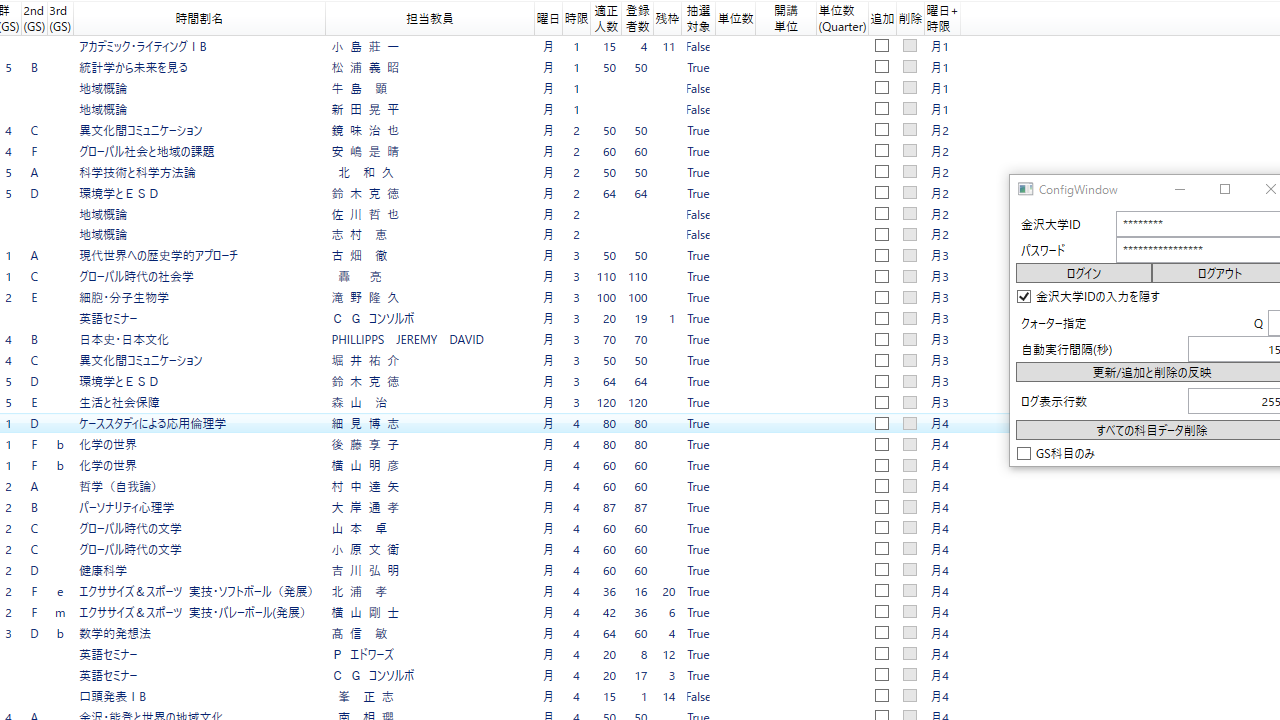 群 2nd 3rd 時間割名 担当教員 曜日 時限 適正 登録 残枠 抽選 単位数 開講 単位数 追加 削除 曜日+
(GS) (GS) (GS) 人数 者数 対象 単位 (Quarter) 時限
アカデミック・ライティングⅠB 小 島 莊 一 月 1 15 4 11 False 月1
5 B 統計学から未来を見る 松 浦 義 昭 月 1 50 50 True 月1
地域概論 牛 島 顕 月 1 False 月1
地域概論 新 田 晃 平 月 1 False 月1
4 C 異文化間コミュニケーション 鏡 味 治 也 月 2 50 50 True 月2
4 F グローバル社会と地域の課題 安 嶋 是 晴 月 2 60 60 True 月2
5 A 科学技術と科学方法論 北 和 久 月 2 50 50 True 月2
5 D 環境学とＥＳＤ 鈴 木 克 徳 月 2 64 64 True 月2
地域概論 佐 川 哲 也 月 2 False 月2
地域概論 志 村 恵 月 2 False 月2
1 A 現代世界への歴史学的アプローチ 古 畑 徹 月 3 50 50 True 月3
1 C グローバル時代の社会学 轟 亮 月 3 110 110 True 月3
2 E 細胞・分子生物学 滝 野 隆 久 月 3 100 100 True 月3
英語セミナー Ｃ Ｇ コンソルボ 月 3 20 19 1 True 月3
4 B 日本史・日本文化 PHILLIPPS JEREMY DAVID 月 3 70 70 True 月3
4 C 異文化間コミュニケーション 堀 井 祐 介 月 3 50 50 True 月3
5 D 環境学とＥＳＤ 鈴 木 克 徳 月 3 64 64 True 月3
5 E 生活と社会保障 森 山 治 月 3 120 120 True 月3
1 D ケーススタディによる応用倫理学 細 見 博 志 月 4 80 80 True 月4
1 F b 化学の世界 後 藤 享 子 月 4 80 80 True 月4
1 F b 化学の世界 横 山 明 彦 月 4 60 60 True 月4
2 A 哲学（自我論） 村 中 達 矢 月 4 60 60 True 月4
2 B パーソナリティ心理学 大 岸 通 孝 月 4 87 87 True 月4
2 C グローバル時代の文学 山 本 卓 月 4 60 60 True 月4
2 C グローバル時代の文学 小 原 文 衛 月 4 60 60 True 月4
2 D 健康科学 吉 川 弘 明 月 4 60 60 True 月4
2 F e エクササイズ＆スポーツ 実技・ソフトボール（発展） 北 浦 孝 月 4 36 16 20 True 月4
2 F m エクササイズ＆スポーツ 実技・バレーボール(発展） 横 山 剛 士 月 4 42 36 6 True 月4
3 D b 数学的発想法 髙 信 敏 月 4 64 60 4 True 月4
英語セミナー Ｐ エドワーズ 月 4 20 8 12 True 月4
英語セミナー Ｃ Ｇ コンソルボ 月 4 20 17 3 True 月4
口頭発表ⅠB 峯 正 志 月 4 15 1 14 False 月4
4 A 金沢・能登と世界の地域文化 南 相 瓔 月 4 50 50 True 月4
ConfigWindow
金沢大学ID ********
パスワード ****************
ログイン ログアウト
金沢大学IDの入力を隠す
クォーター指定 Q
自動実行間隔(秒) 15
更新/追加と削除の反映
ログ表示行数 255
すべての科目データ削除
GS科目のみ